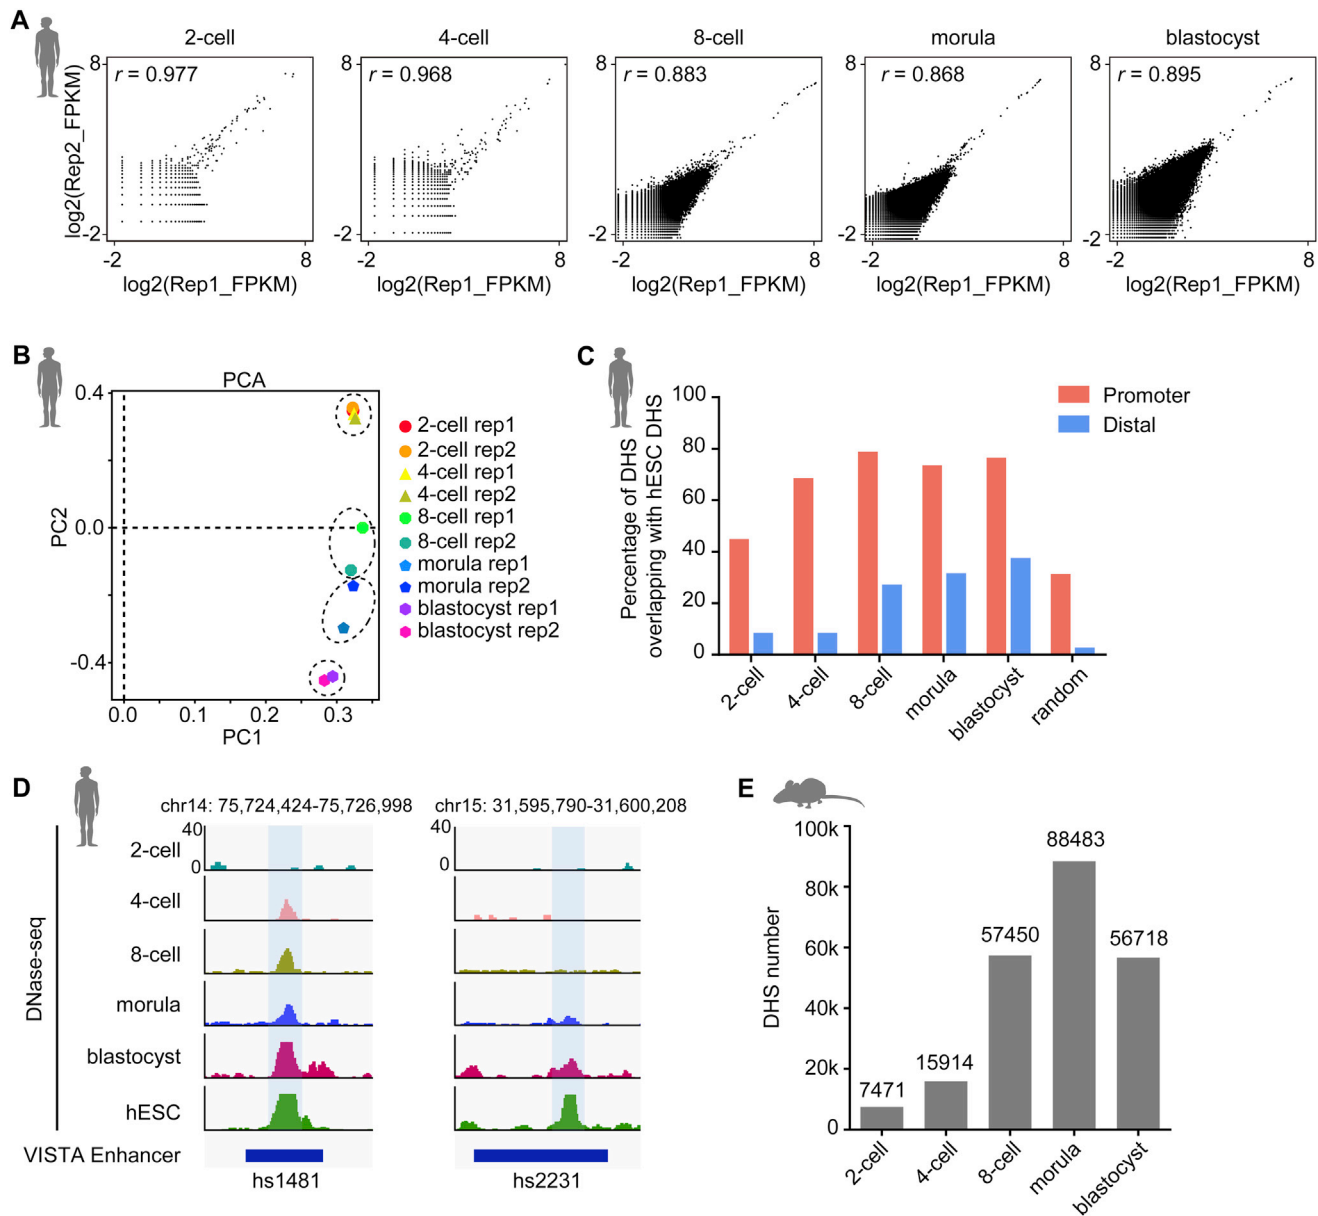 A
2-cell
4-cell
8-cell
morula
blastocyst
log2(Rep2_FPKM)
8
-2
r = 0.977
-2
8
log2(Rep1_FPKM)
8
-2
r = 0.968
-2
8
log2(Rep1_FPKM)
8
-2
r = 0.883
-2
8
log2(Rep1_FPKM)
8
-2
r = 0.868
-2
8
log2(Rep1_FPKM)
8
-2
r = 0.895
-2
8
log2(Rep1_FPKM)
B
PCA
PC2
0.4
0.0
-0.4
0.0
0.1
0.2
0.3
PC1
2-cell rep1
2-cell rep2
4-cell rep1
4-cell rep2
8-cell rep1
8-cell rep2
morula rep1
morula rep2
blastocyst rep1
blastocyst rep2
C
Percentage of DHS
overlapping with hESC DHS
100
80
60
40
20
0
Promoter
Distal
2-cell
4-cell
8-cell
morula
blastocyst
random
D
chr14: 75,724,424-75,726,998
chr15: 31,595,790-31,600,208
DNase-seq
40
0
40
0
2-cell
4-cell
8-cell
morula
blastocyst
hESC
VISTA Enhancer
hs1481
hs2231
E
DHS number
100k
80k
60k
40k
20k
0
7471
15914
57450
88483
56718
2-cell
4-cell
8-cell
morula
blastocyst